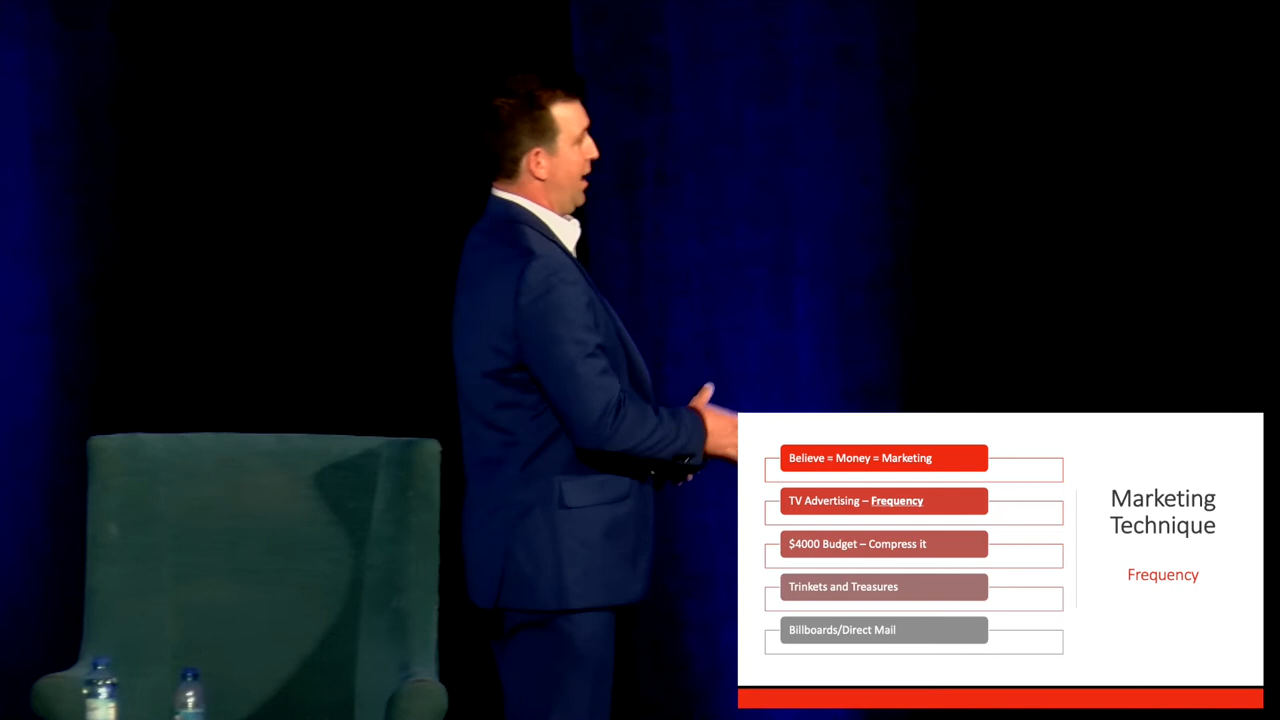 Believe = Money = Marketing
TV Advertising – Frequency
$4000 Budget – Compress it
Trinkets and Treasures
Billboards/Direct Mail
Marketing
Technique
Frequency